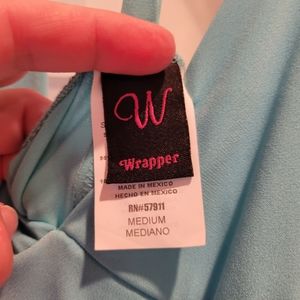 W
Wrapper
MADE IN MEXICO
HECHO EN MEXICO
RN#57911
MEDIUM
MEDIANO